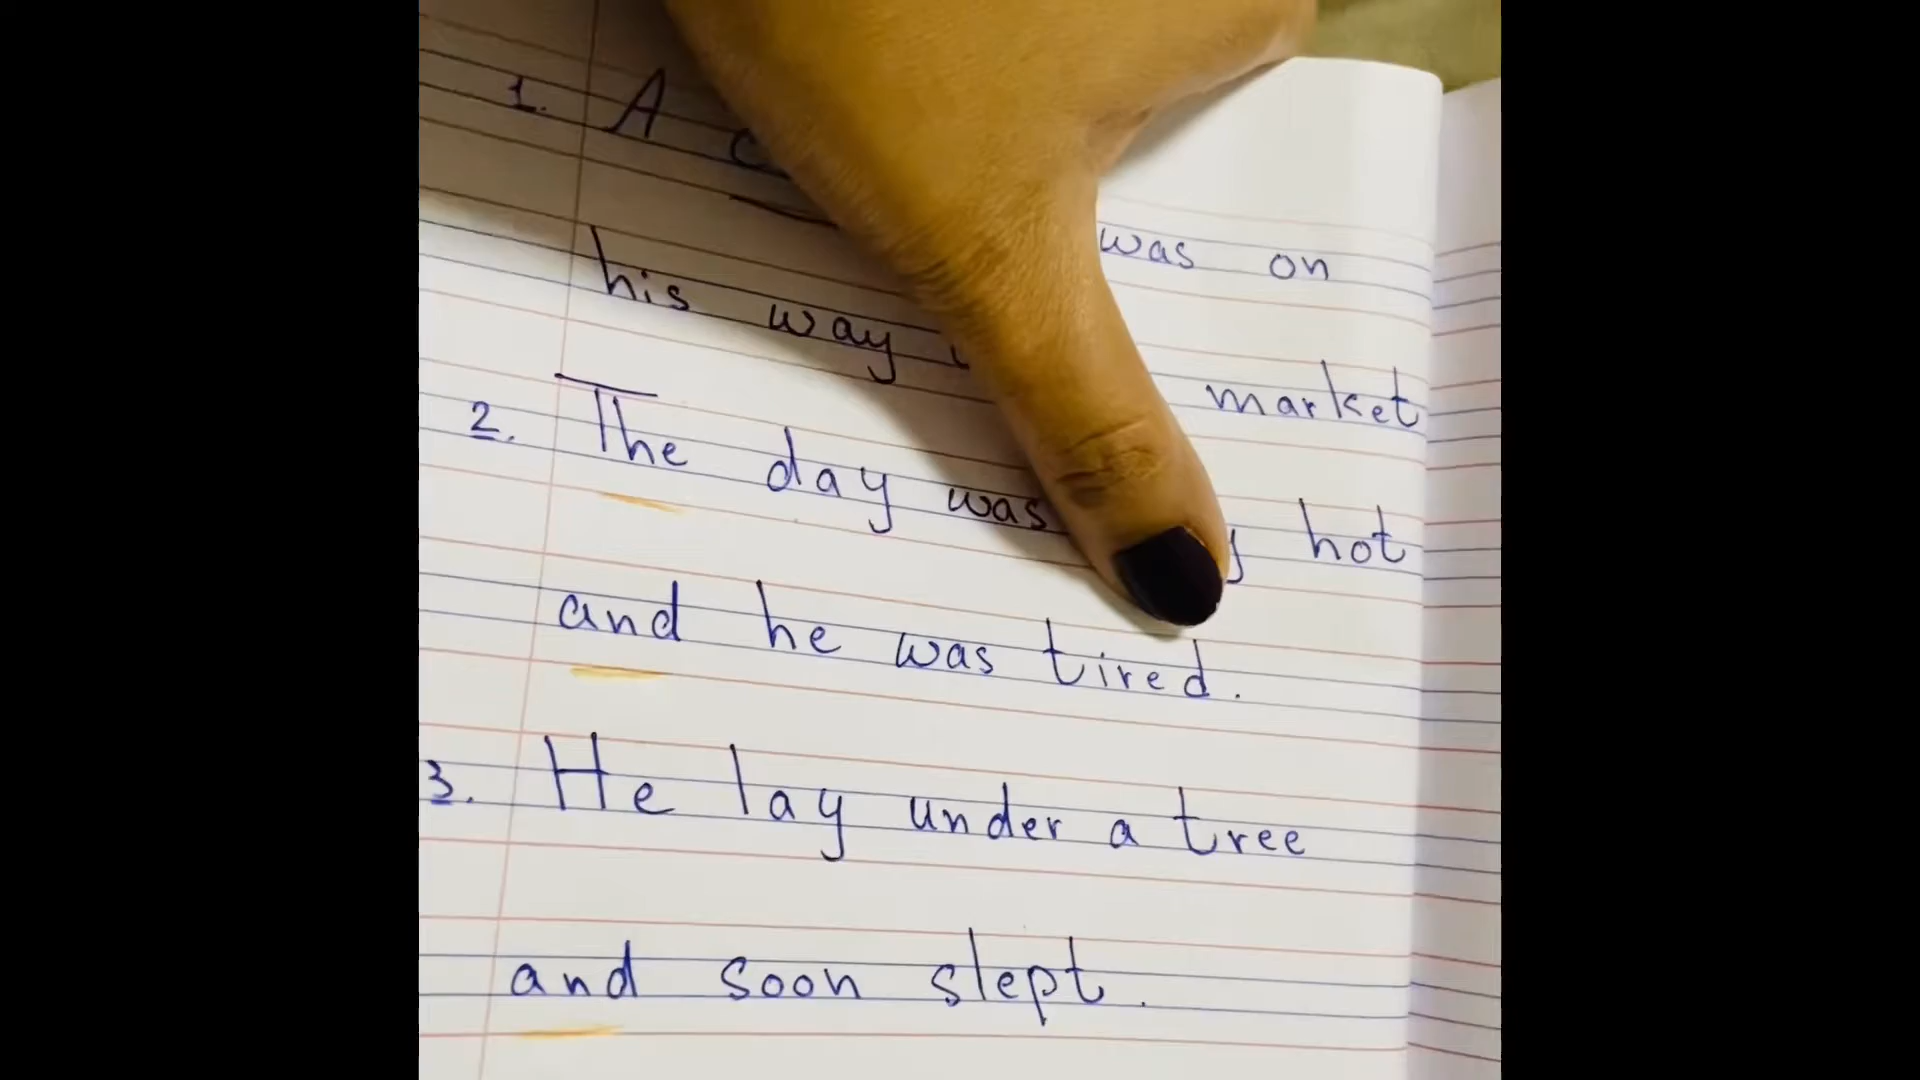 1. A was on
his way market
2. The day was hot
and he was tired.
3. He lay under a tree
and soon slept.